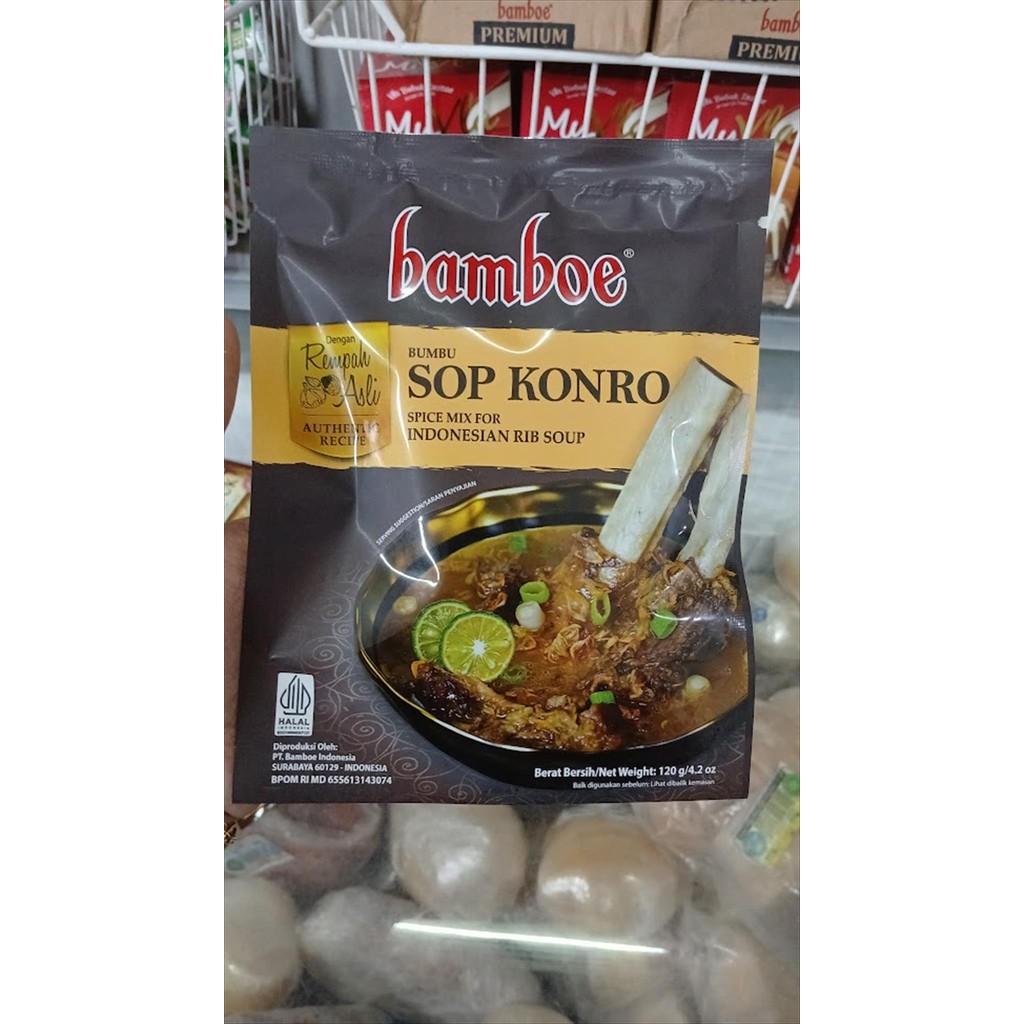 bamboe
PREMIUM
bamboe®
Dengan
Rempah
Asli
AUTHENTIC
RECIPE
BUMBU
SOP KONRO
SPICE MIX FOR
INDONESIAN RIB SOUP
SERVING SUGGESTION/SARAN PENYAJIAN
HALAL
INDONESIA
Diproduksi Oleh:
PT. Bamboe Indonesia
SURABAYA 60129 - INDONESIA
BPOM RI MD 655613143074
Berat Bersih/Net Weight: 120 g/4.2 oz
Baik digunakan sebelum: Lihat dibalik kemasan